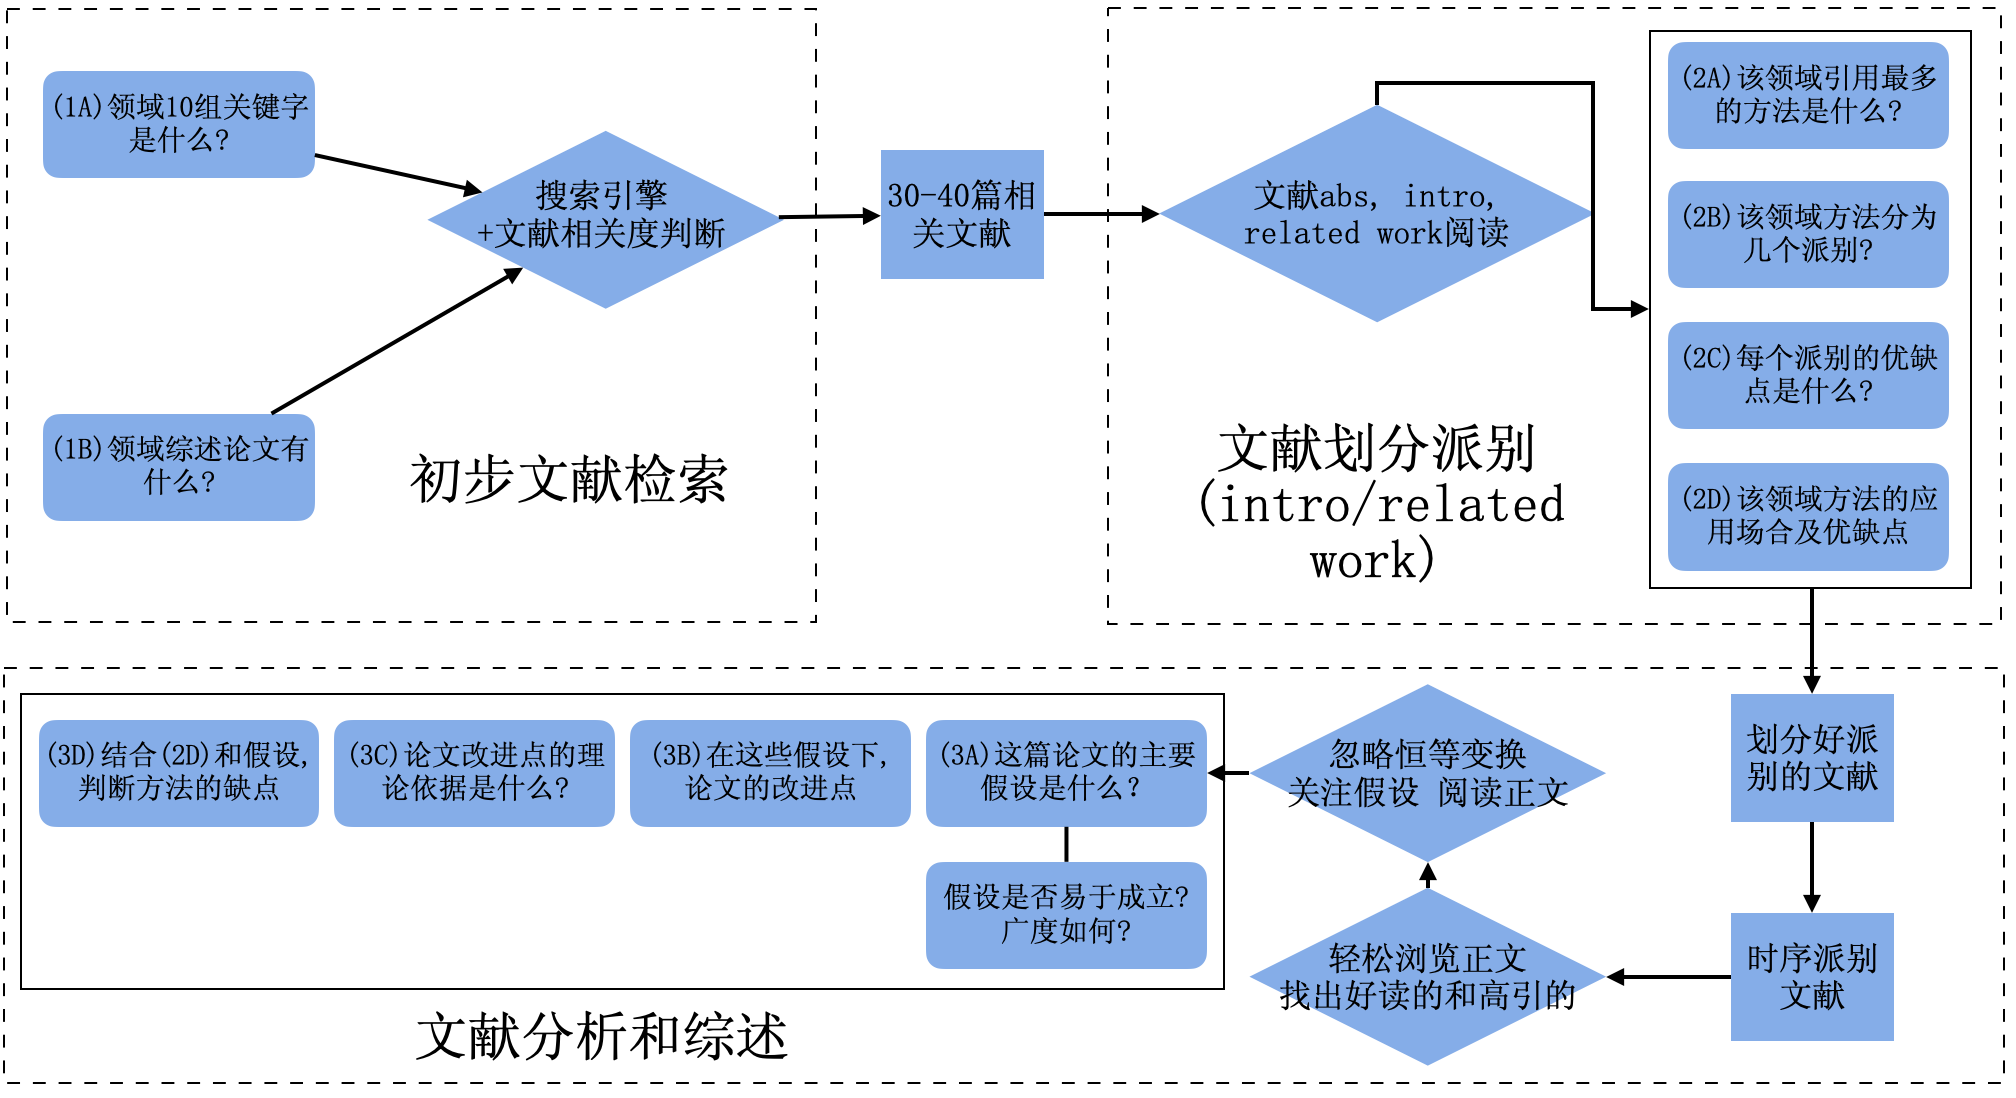 (1A)领域10组关键字
是什么?
搜索引擎
+文献相关度判断
(1B)领域综述论文有
什么?
初步文献检索
30-40篇相
关文献
文献abs, intro,
related work阅读
文献划分派别
(intro/related
work)
(2A)该领域引用最多
的方法是什么?
(2B)该领域方法分为
几个派别?
(2C)每个派别的优缺
点是什么?
(2D)该领域方法的应
用场合及优缺点
划分好派
别的文献
时序派别
文献
轻松浏览正文
找出好读的和高引的
忽略恒等变换
关注假设 阅读正文
(3A)这篇论文的主要
假设是什么?
假设是否易于成立?
广度如何?
(3B)在这些假设下,
论文的改进点
(3C)论文改进点的理
论依据是什么?
(3D)结合(2D)和假设,
判断方法的缺点
文献分析和综述